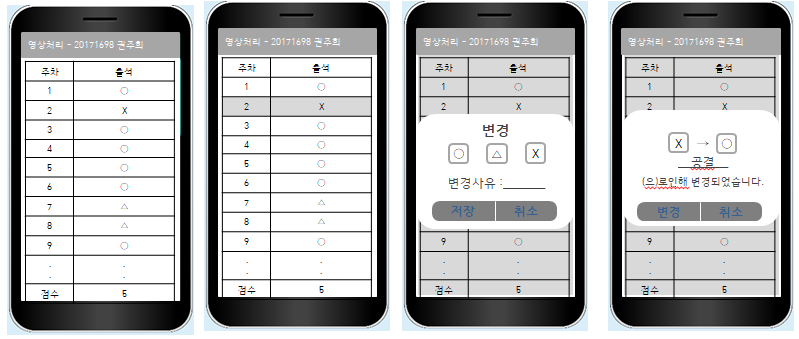 영상처리 - 20171698 권주희
주차 출석
1 ○
2 X
3 ○
4 ○
5 ○
6 ○
7 △
8 △
9 ○
. .
. .
점수 5
영상처리 - 20171698 권주희
주차 출석
1 ○
2 X
3 ○
4 ○
5 ○
6 ○
7 △
8 △
9 ○
. .
. .
점수 5
영상처리 - 20171698 권주희
주차 출석
1 ○
2 X
변경
○ △ X
변경사유 :______
저장 취소
9 ○
. .
. .
점수 5
영상처리 - 20171698 권주희
주차 출석
1 ○
2 X
X → ○
공결
(으)로인해 변경되었습니다.
변경 취소
9 ○
. .
. .
점수 5